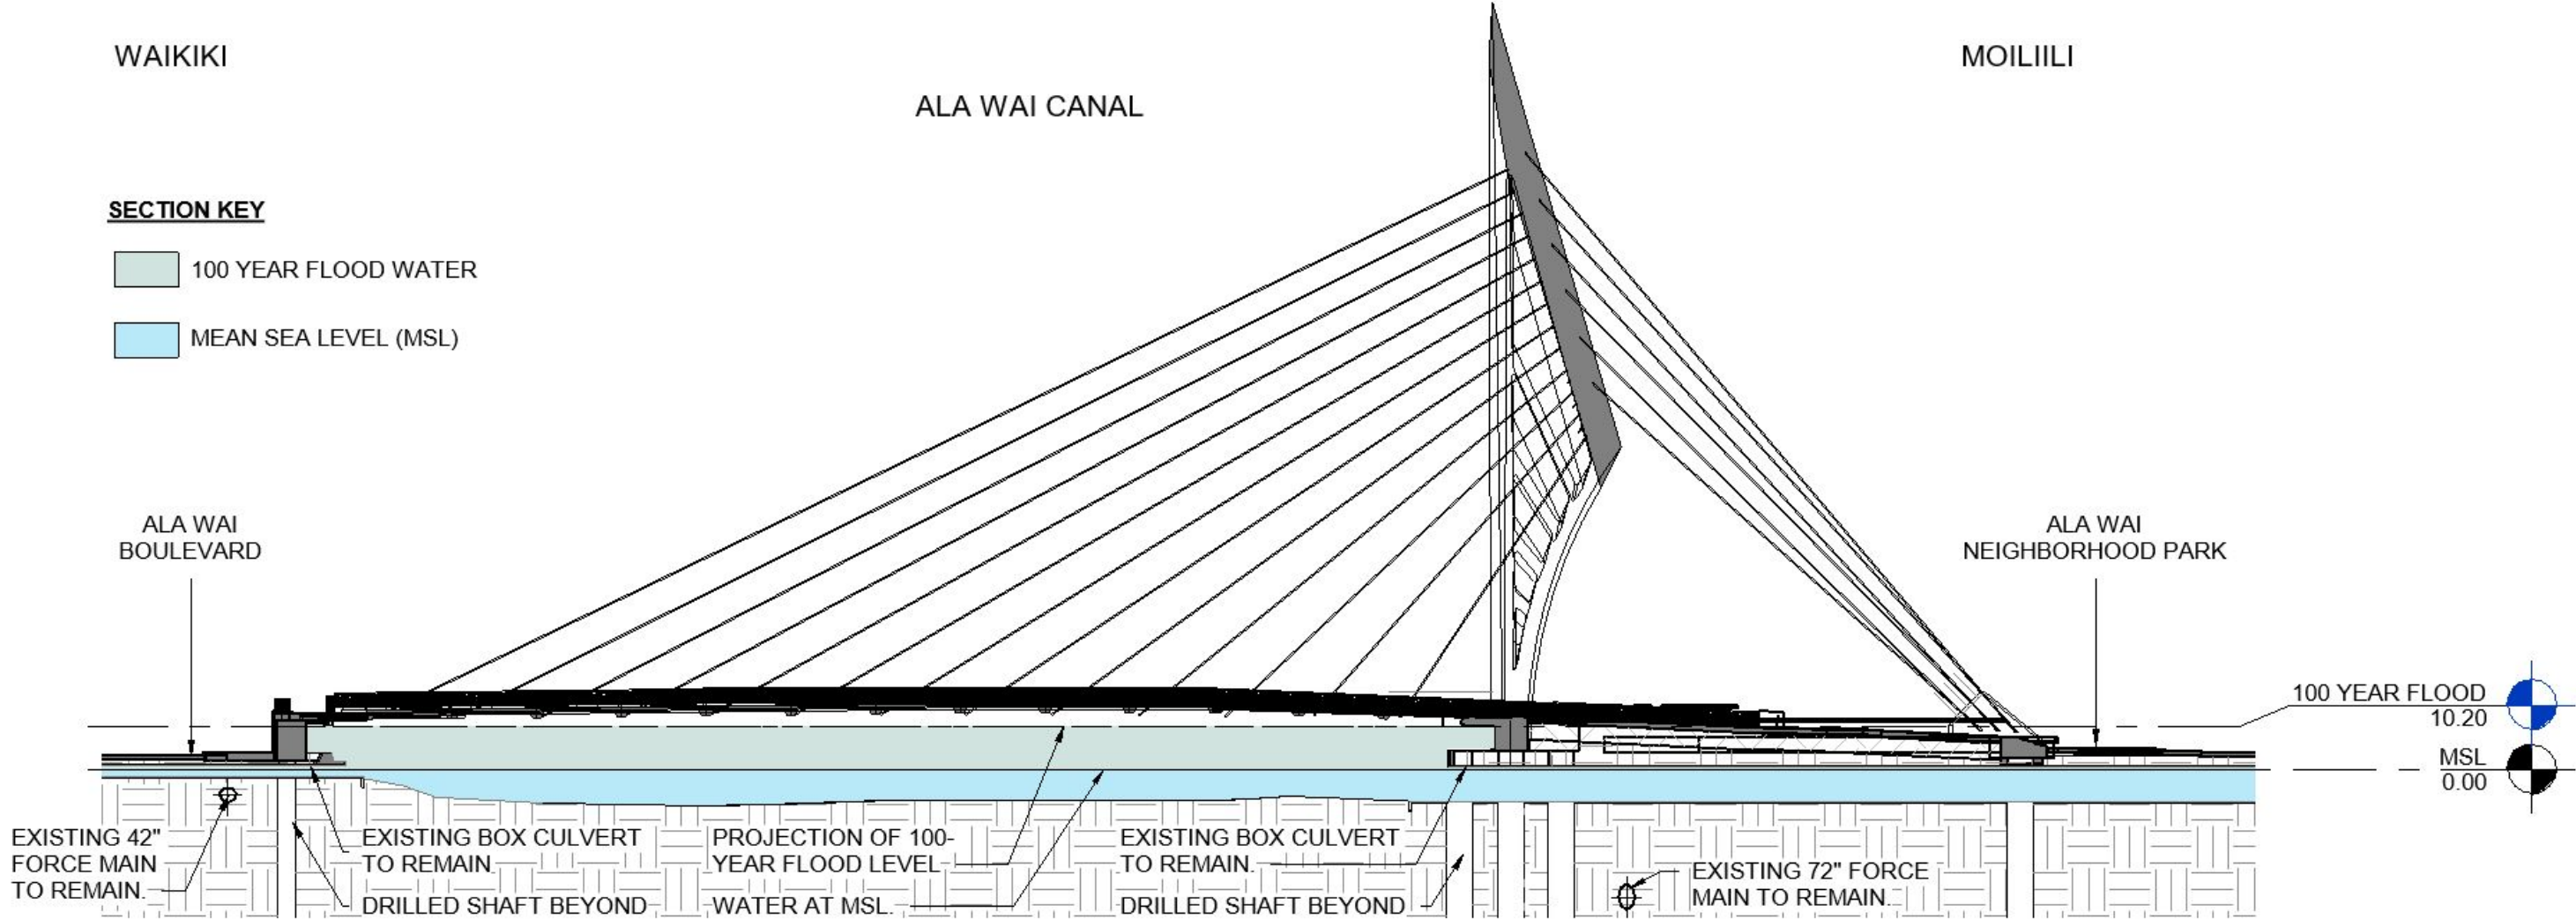 WAIKIKI
MOILIILI
ALA WAI CANAL
SECTION KEY
100 YEAR FLOOD WATER
MEAN SEA LEVEL (MSL)
ALA WAI
BOULEVARD
ALA WAI
NEIGHBORHOOD PARK
100 YEAR FLOOD
10.20
MSL
0.00
EXISTING 42"
FORCE MAIN
TO REMAIN.
EXISTING BOX CULVERT
TO REMAIN
DRILLED SHAFT BEYOND
PROJECTION OF 100-
YEAR FLOOD LEVEL
WATER AT MSL.
EXISTING BOX CULVERT
TO REMAIN.
DRILLED SHAFT BEYOND
EXISTING 72" FORCE
MAIN TO REMAIN.